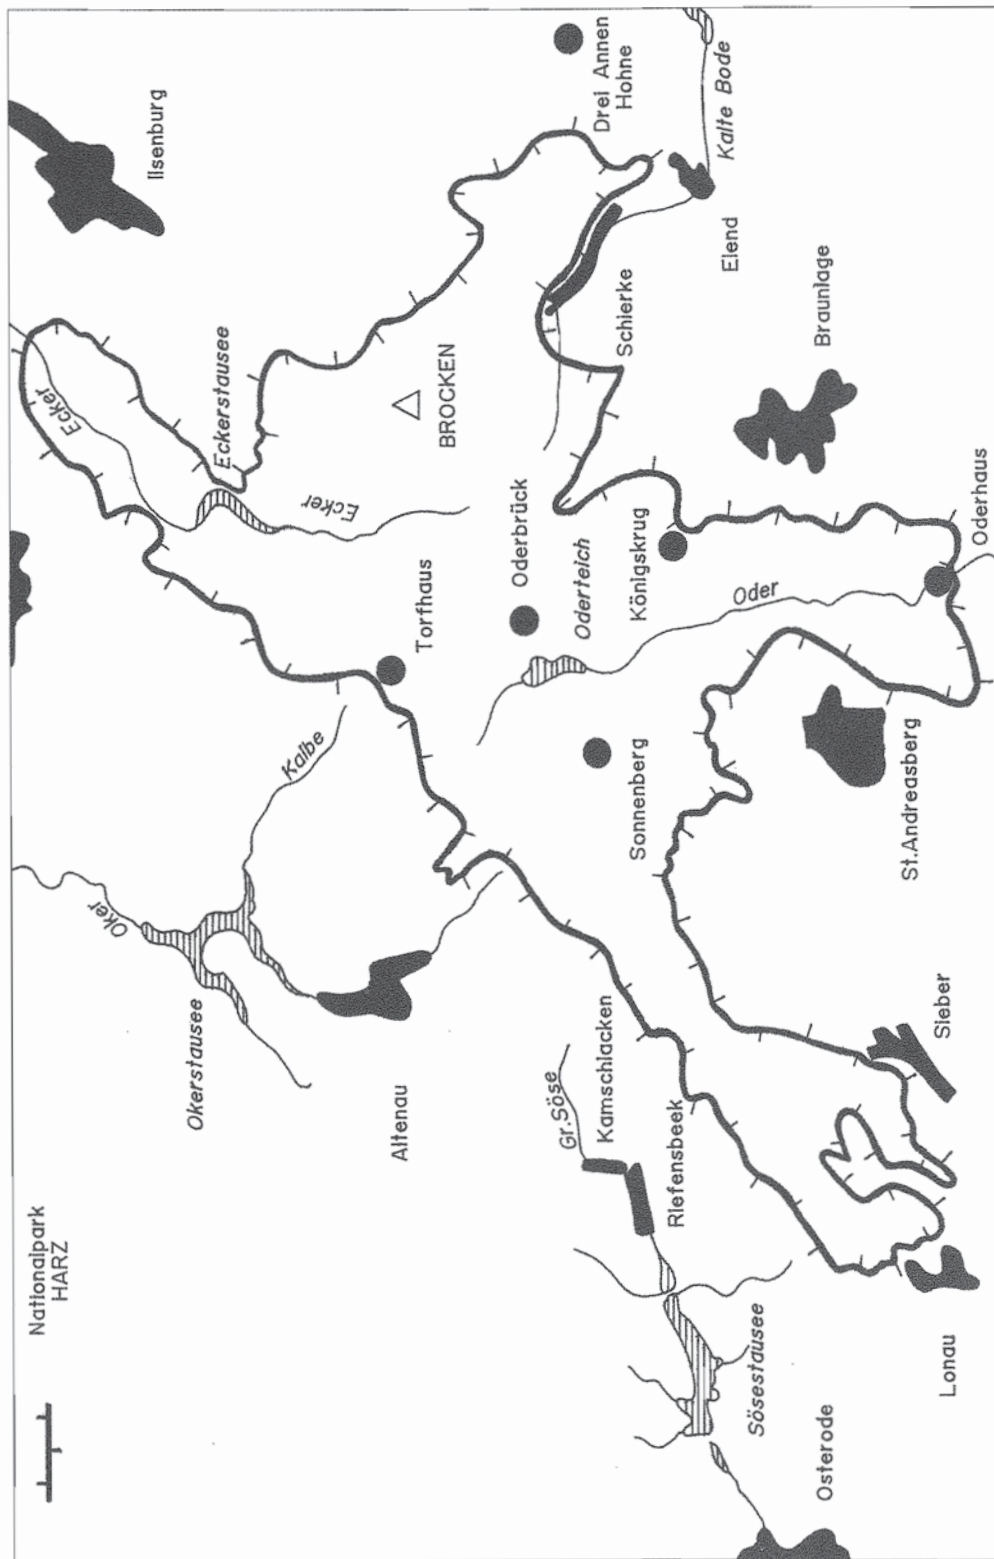 Nationalpark
HARZ
Ecker
Oker
Ilsenburg
Okerstausee
Eckerstausee
Kalbe
Ecker
Altenau
Torfhaus
BROCKEN
Oderbrück
Gr.Söse
Oderteich
Kamschlacken
Drei Annen
Hohne
Schierke
Sonnenberg
Königskrug
Riefensbeek
Kalte Bode
Elend
Oder
Sösestausee
Osterode
Braunlage
St.Andreasberg
Sieber
Lonau
Oderhaus